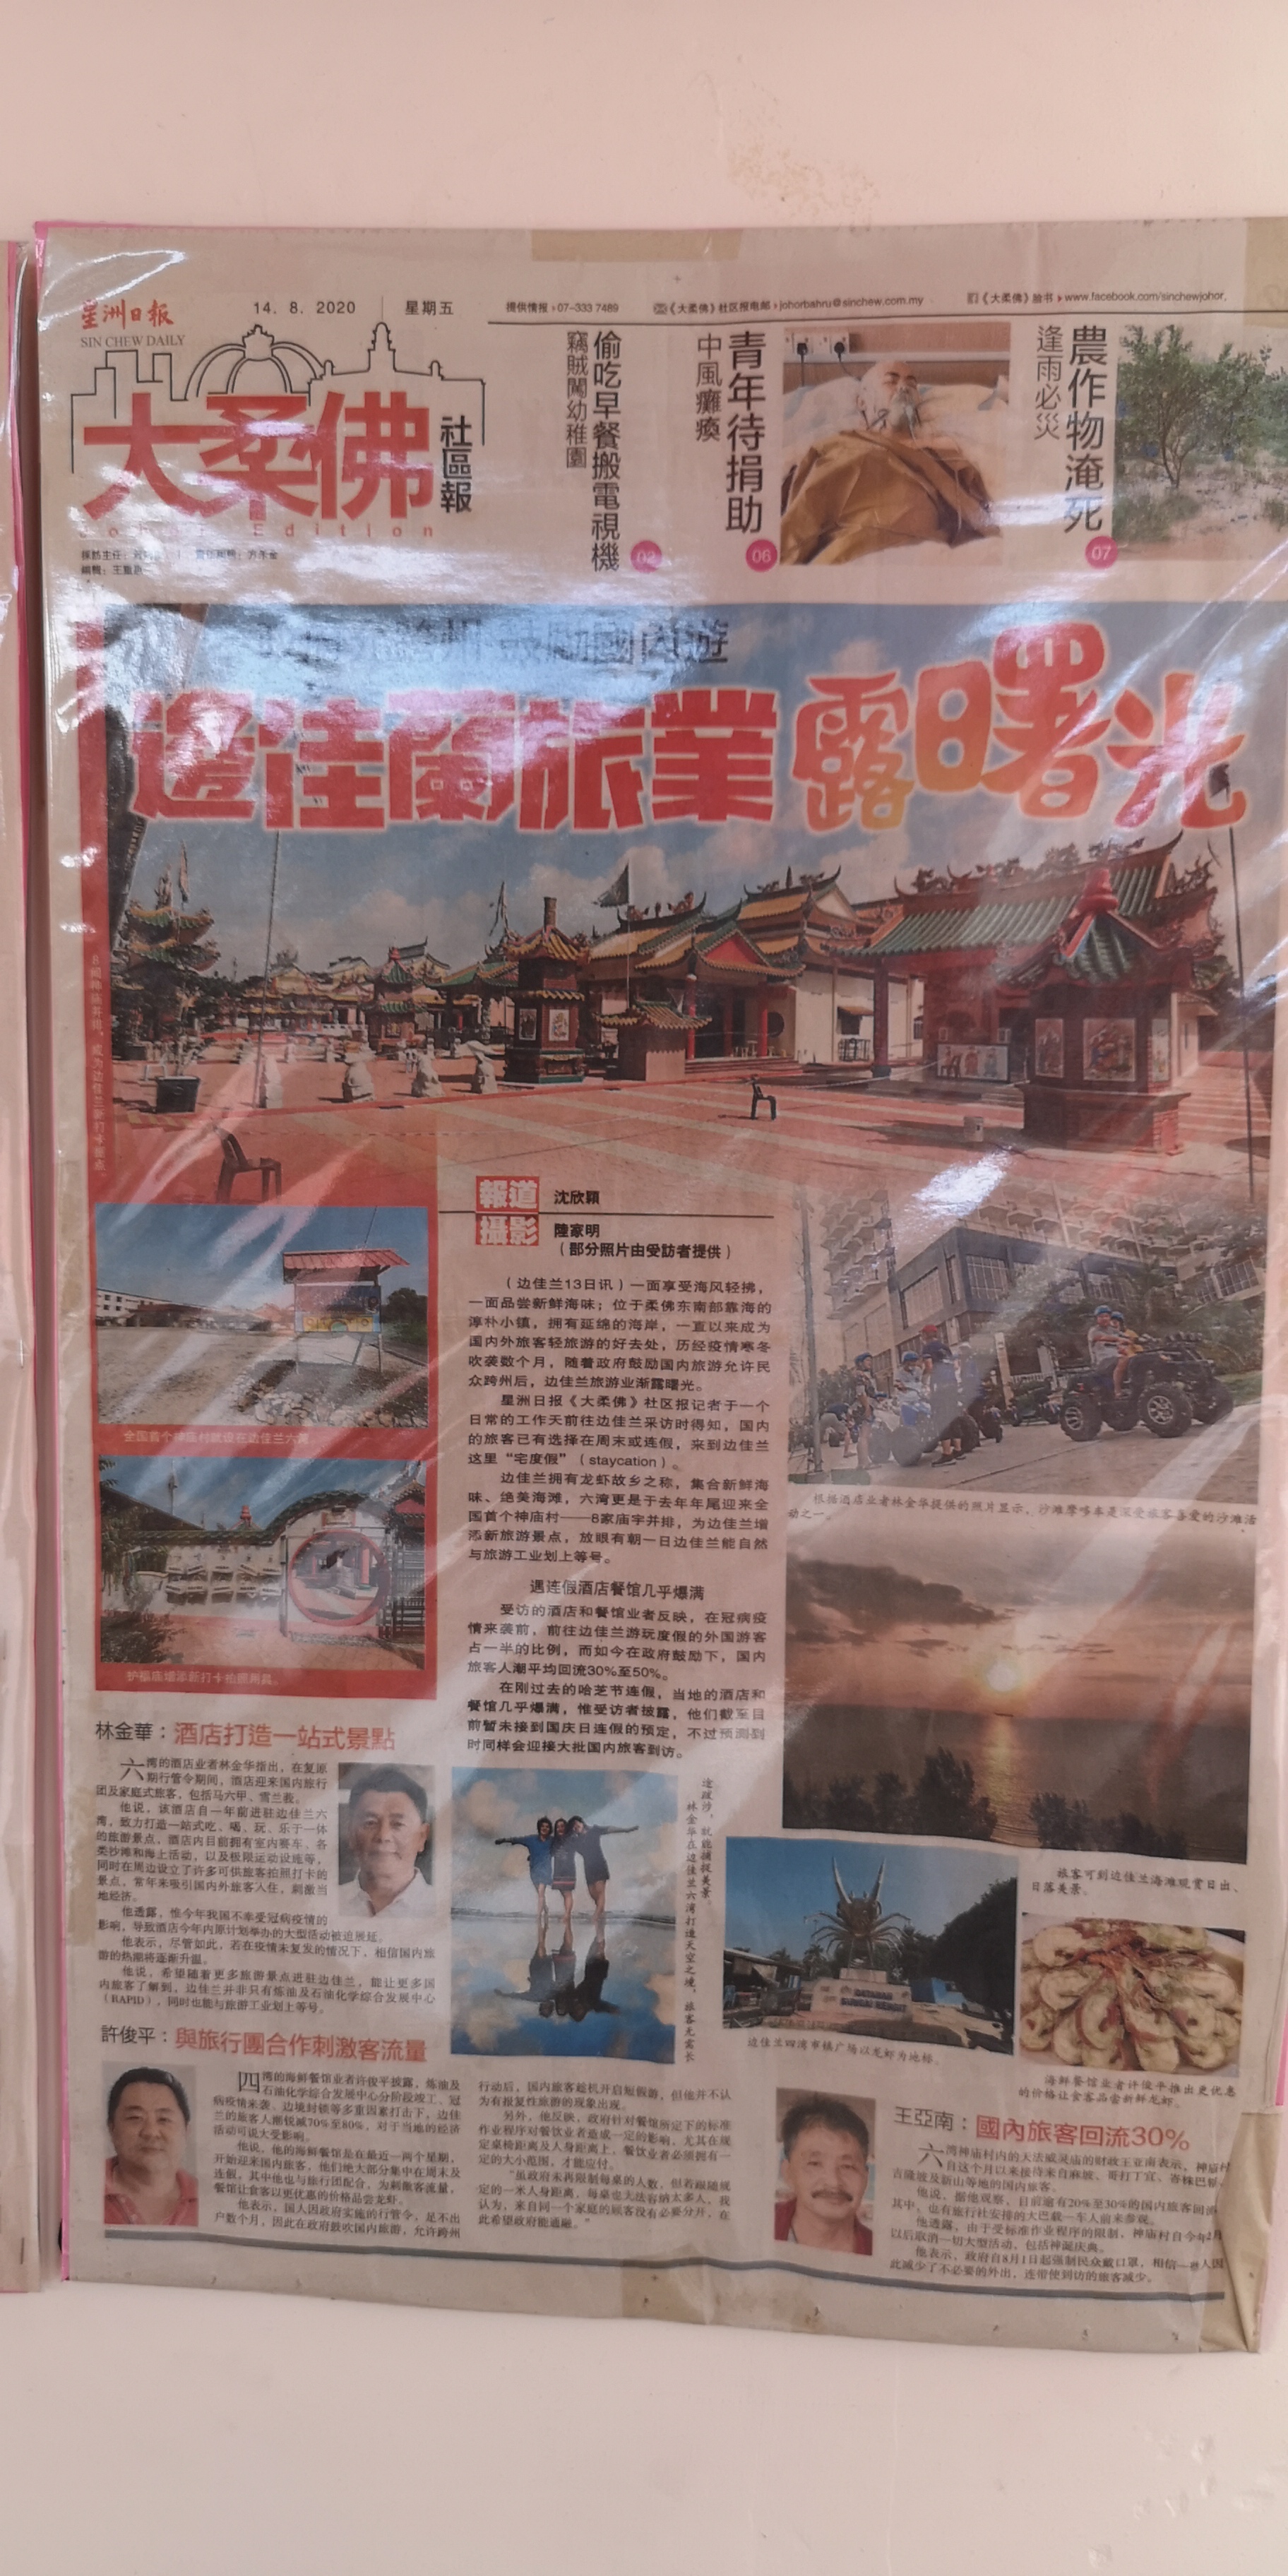 星洲日報
SIN CHEW DAILY
14. 8. 2020
星期五
提供情报 07-333 7489
《大柔佛》社区报电邮 johorbahru@sinchew.com.my
《大柔佛》脸书 www.facebook.com/sinchewjohor.
大柔佛
社區報
Edition
偷吃早餐搬電視機
竊賊闖幼稚園
02
青年待捐助
中風癱瘓
06
農作物淹死
逢雨必災
07
邊佳蘭旅業露曙光
報道 沈欣穎
攝影 陸家明
(部分照片由受訪者提供)
(边佳兰13日讯)一面享受海风轻拂,
一面品尝新鲜海味;位于柔佛东南部靠海的
淳朴小镇,拥有延绵的海岸,一直以来成为
国内外旅客轻旅游的好去处,历经疫情寒冬
吹袭数个月,随着政府鼓励国内旅游允许民
众跨州后,边佳兰旅游业渐露曙光。
星洲日报《大柔佛》社区报记者于一个
日常的工作天前往边佳兰采访时得知,国内
的旅客已有选择在周末或连假,来到边佳兰
这里“宅度假”(staycation)。
边佳兰拥有龙虾故乡之称,集合新鲜海
味、绝美海滩,六湾更是于去年年尾迎来全
国首个神庙村——8家庙宇并排,为边佳兰增
添新旅游景点,放眼有朝一日边佳兰能自然
与旅游工业划上等号。
遇连假酒店餐馆几乎爆满
受访的酒店和餐馆业者反映,在冠病疫
情来袭前,前往边佳兰游玩度假的外国游客
占一半的比例,而如今在政府鼓励下,国内
旅客人潮平均回流30%至50%。
在刚过去的哈芝节连假,当地的酒店和
餐馆几乎爆满,惟受访者披露,他们截至目
前暂未接到国庆日连假的预定,不过预测到
时同样会迎接大批国内旅客到访。
全国首个神庙村就设在边佳兰六湾。
根据酒店业者林金华提供的照片显示,沙滩摩哆车是深受旅客喜爱的沙滩活
动之一。
林金華:酒店打造一站式景點
六湾的酒店业者林金华指出,在复原
期行管令期间,酒店迎来国内旅行
团及家庭式旅客,包括马六甲、雪兰莪。
他说,该酒店自一年前进驻边佳兰六
湾,致力打造一站式吃、喝、玩、乐于一体
的旅游景点,酒店内目前拥有室内赛车、各
类沙滩和海上活动,以及极限运动设施等,
同时在周边设立了许多可供旅客拍照打卡的
景点,常年来吸引国内外旅客入住,刺激当
地经济。
他透露,惟今年我国不幸受冠病疫情的
影响,导致酒店今年内原计划举办的大型活动被迫展延。
他表示,尽管如此,若在疫情未复发的情况下,相信国内旅
游的热潮将逐渐升温。
他说,希望随着更多旅游景点进驻边佳兰,能让更多国
内旅客了解到,边佳兰并非只有炼油及石油化学综合发展中心
(RAPID),同时也能与旅游工业划上等号。
林金华在边佳兰六湾打造天空之境,旅客无需长
途跋涉,就能捕捉美景。
旅客可到边佳兰海滩观赏日出、
日落美景。
边佳兰四湾市镇广场以龙虾为地标。
海鲜餐馆业者许俊平推出更优惠
的价格让食客品尝新鲜龙虾。
許俊平:與旅行團合作刺激客流量
四湾的海鲜餐馆业者许俊平披露,炼油及
石油化学综合发展中心分阶段竣工、冠
病疫情来袭、边境封锁等多重因素打击下,边佳
兰的旅客人潮锐减70%至80%,对于当地的经济
活动可说大受影响。
他说,他的海鲜餐馆是在最近一两个星期,
开始迎来国内旅客,他们绝大部分集中在周末及
连假,其中他也与旅行团配合,为刺激客流量,
餐馆让食客以更优惠的价格品尝龙虾。
他表示,国人因政府实施的行管令,足不出
户数个月,因此在政府鼓吹国内旅游,允许跨州
行动后,国内旅客趁机开启短假游,但他并不认
为有报复性旅游的现象出现。
另外,他反映,政府针对餐馆所定下的标准
作业程序对餐饮业者造成一定的影响,尤其在规
定桌椅距离及人身距离上,餐饮业者必须拥有一
定的大小范围,才能应付。
“虽政府未再限制每桌的人数,但若跟随规
定的一米人身距离,每桌也无法容纳太多人,我
认为,来自同一个家庭的顾客没有必要分开,在
此希望政府能通融。”
王亞南:國內旅客回流30%
六湾神庙村内的天法威灵庙的财政王亚南表示,神庙村
自这个月以来接待来自麻坡、哥打丁宜、峇株巴辖、
吉隆坡及新山等地的国内旅客。
他说,据他观察,目前逾有20%至30%的国内旅客回流,
其中,也有旅行社安排的大巴载一车人前来参观。
他透露,由于受标准作业程序的限制,神庙村自今年2月
以后取消一切大型活动,包括神诞庆典。
他表示,政府自8月1日起强制民众戴口罩,相信一些人因
此减少了不必要的外出,连带使到访的旅客减少。